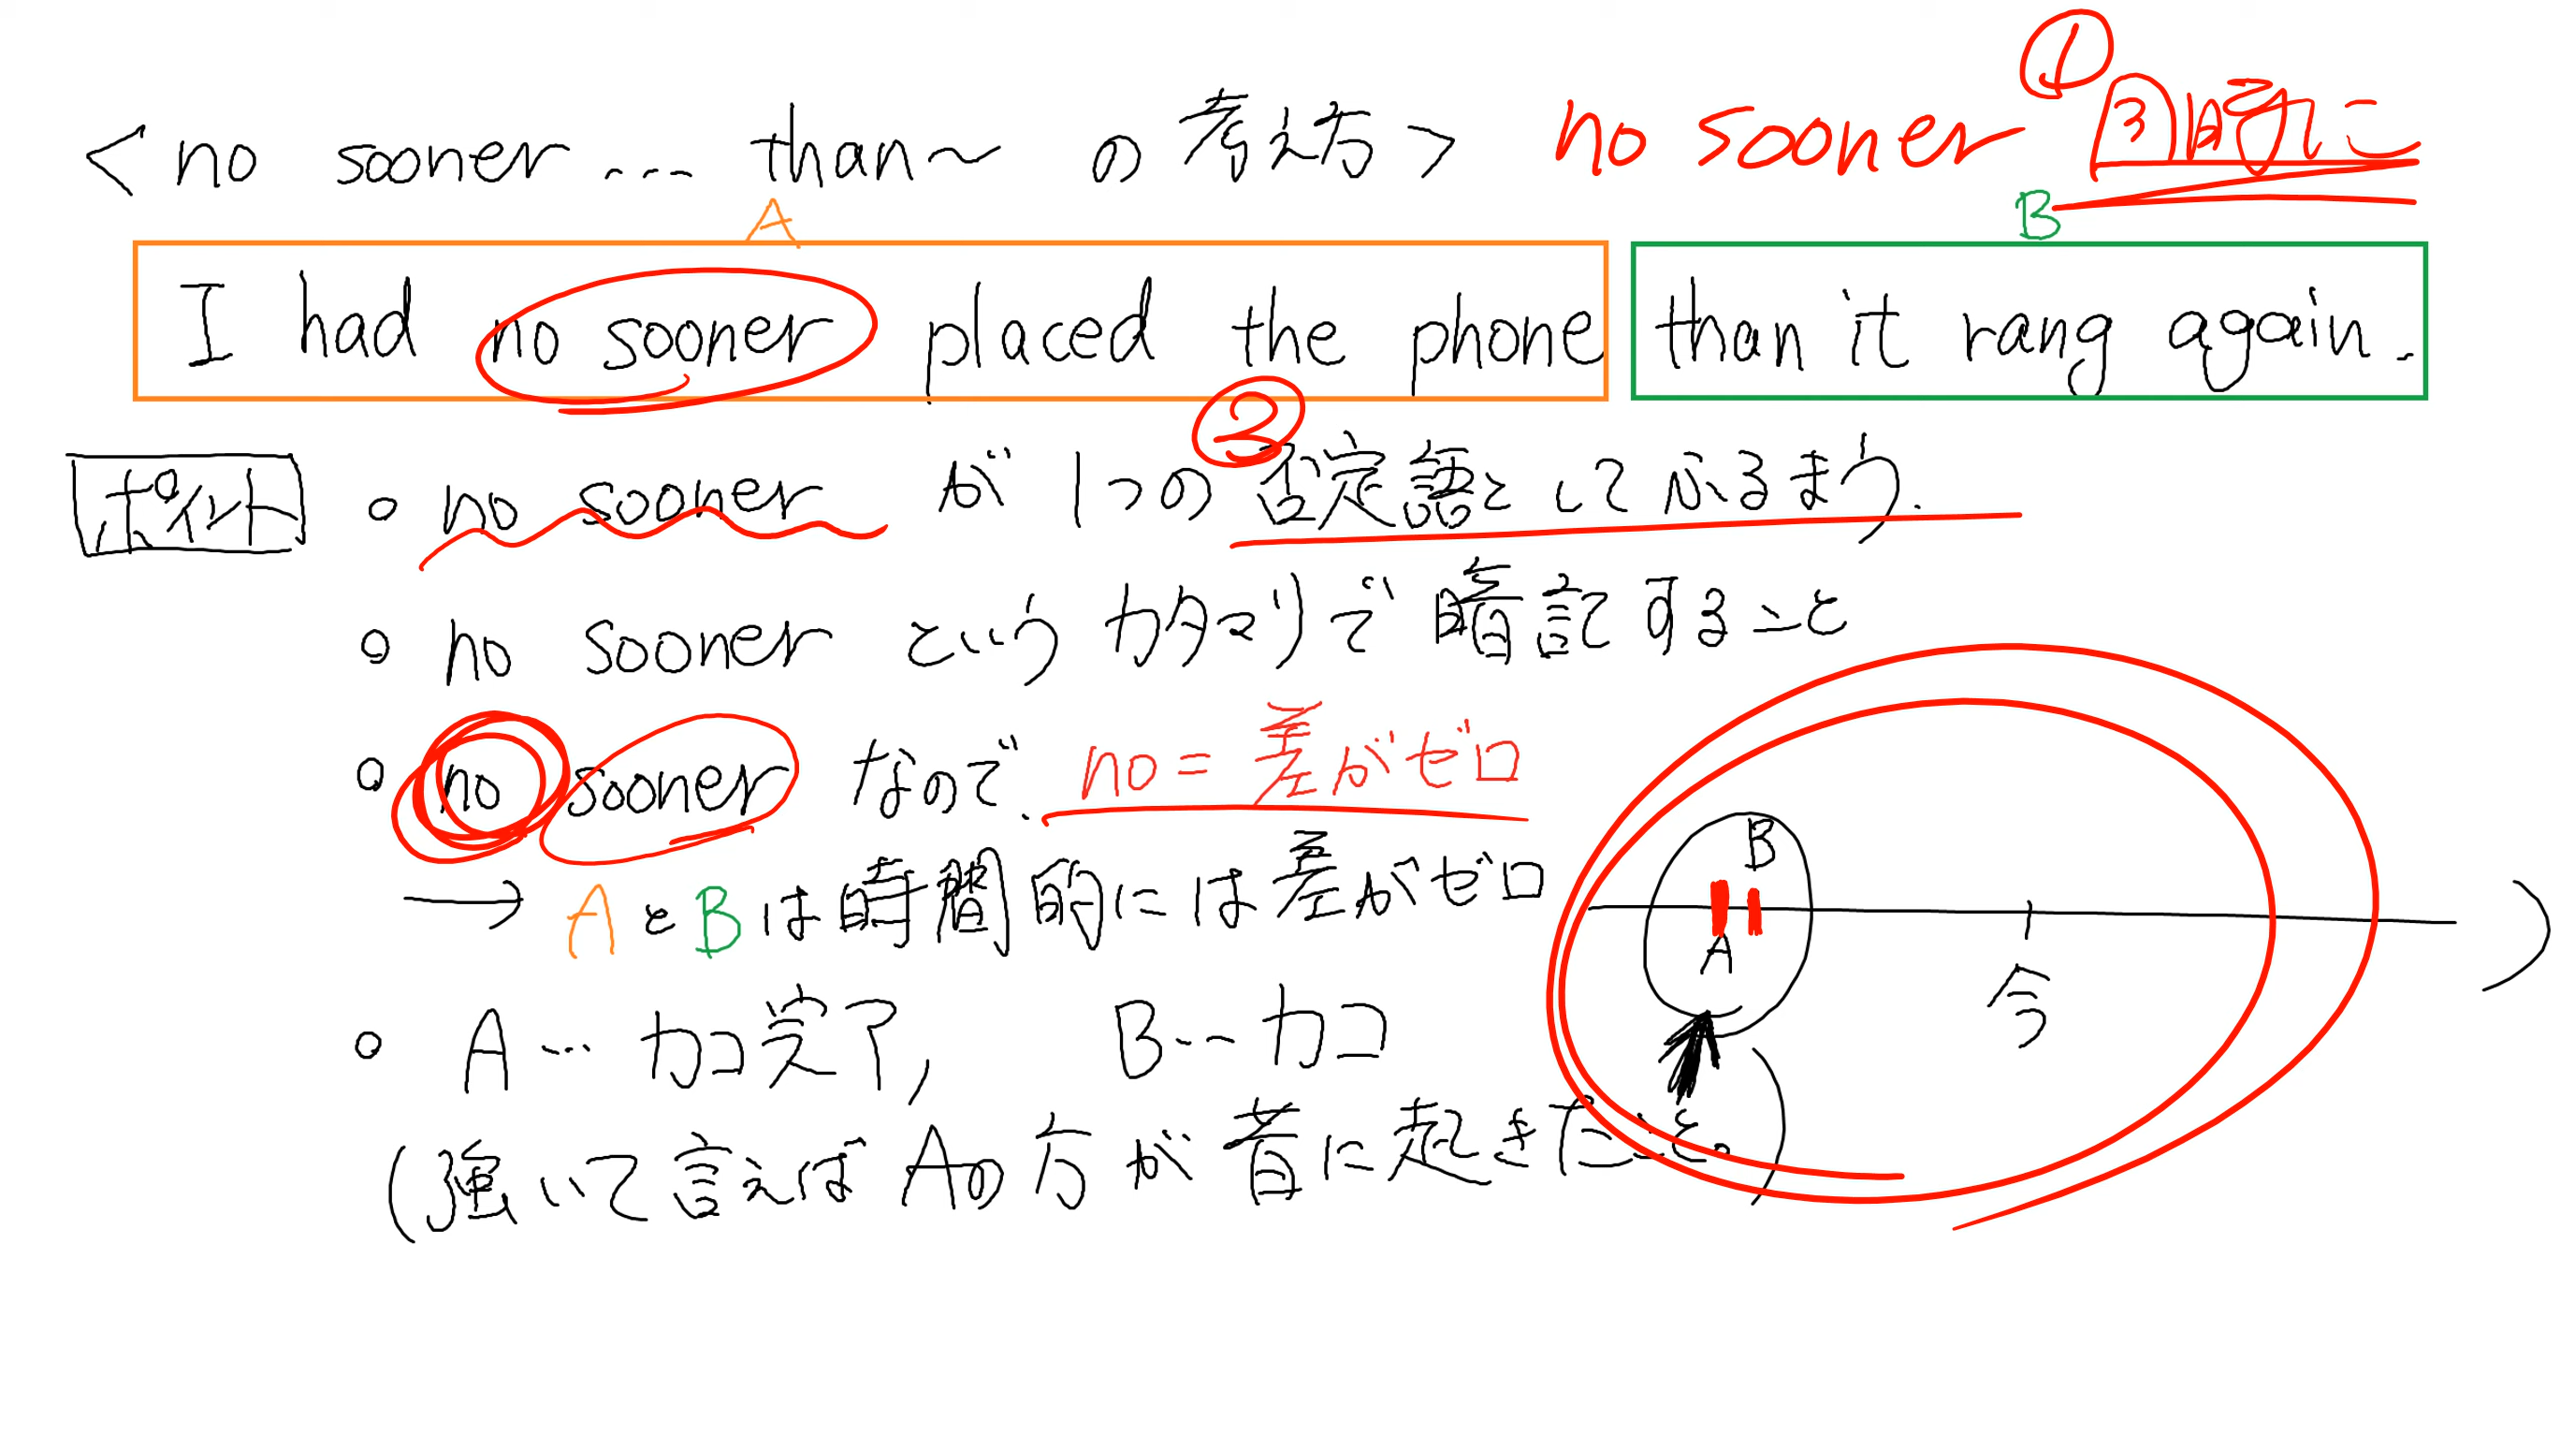 <no sooner... than~ の考え方> no sooner ① 同時に
A B
I had no sooner placed the phone than it rang again.
②
ポイント ○ no sooner が 1つの 否定語として ふるまう.
○ no sooner という カタマリで 暗記すること
○ no sooner なので、no = 差がゼロ
→ AとBは時間的には差がゼロ
B
A
今
)
○ A… カコ完了, B… カコ
(強いて言えば Aの方が昔に起きたこと。)